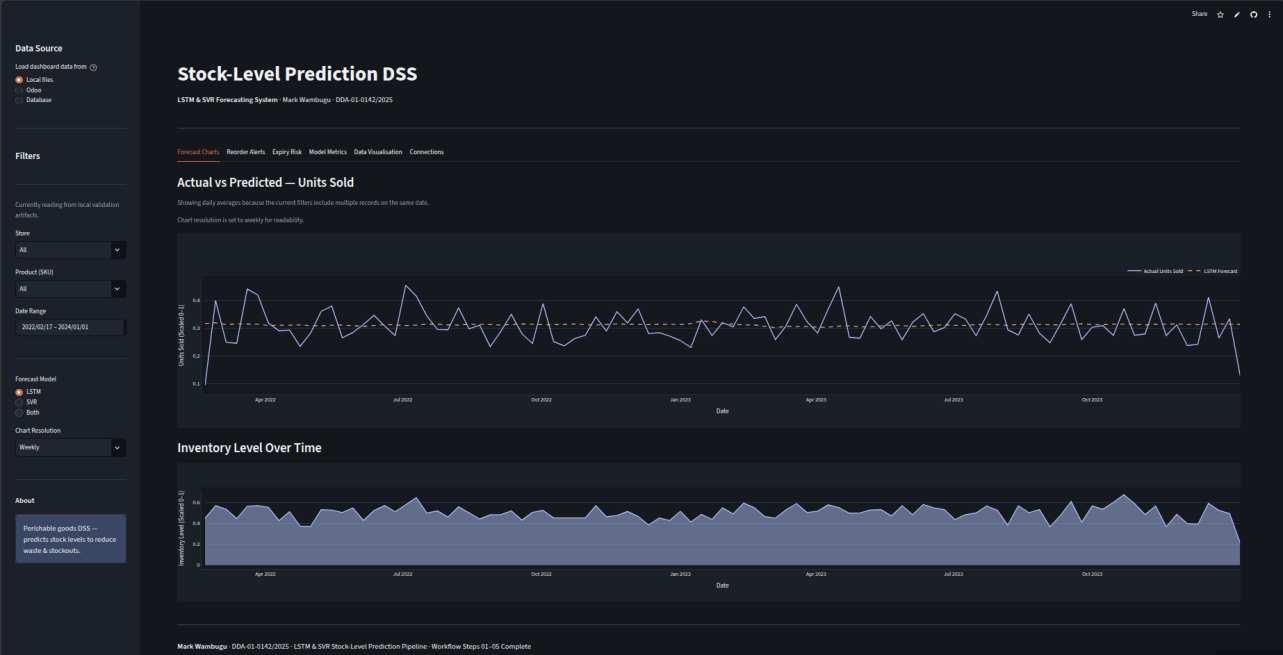 Share
Data Source
Load dashboard data from
Local files
Odoo
Database
Filters
Currently reading from local validation
artifacts.
Store
All
Product (SKU)
All
Date Range
2022/02/17 – 2024/01/01
Forecast Model
LSTM
SVR
Both
Chart Resolution
Weekly
About
Perishable goods DSS —
predicts stock levels to reduce
waste & stockouts.
Stock-Level Prediction DSS
LSTM & SVR Forecasting System · Mark Wambugu · DDA-01-0142/2025
Forecast Charts Reorder Alerts Expiry Risk Model Metrics Data Visualisation Connections
Actual vs Predicted — Units Sold
Showing daily averages because the current filters include multiple records on the same date.
Chart resolution is set to weekly for readability.
Actual Units Sold LSTM Forecast
Units Sold (Scaled 0-1)
0.4
0.3
0.2
0.1
Apr 2022 Jul 2022 Oct 2022 Jan 2023 Apr 2023 Jul 2023 Oct 2023
Date
Inventory Level Over Time
Inventory Level (Scaled 0-1)
0.6
0.4
0.2
0
Apr 2022 Jul 2022 Oct 2022 Jan 2023 Apr 2023 Jul 2023 Oct 2023
Date
Mark Wambugu · DDA-01-0142/2025 · LSTM & SVR Stock-Level Prediction Pipeline · Workflow Steps 01–05 Complete